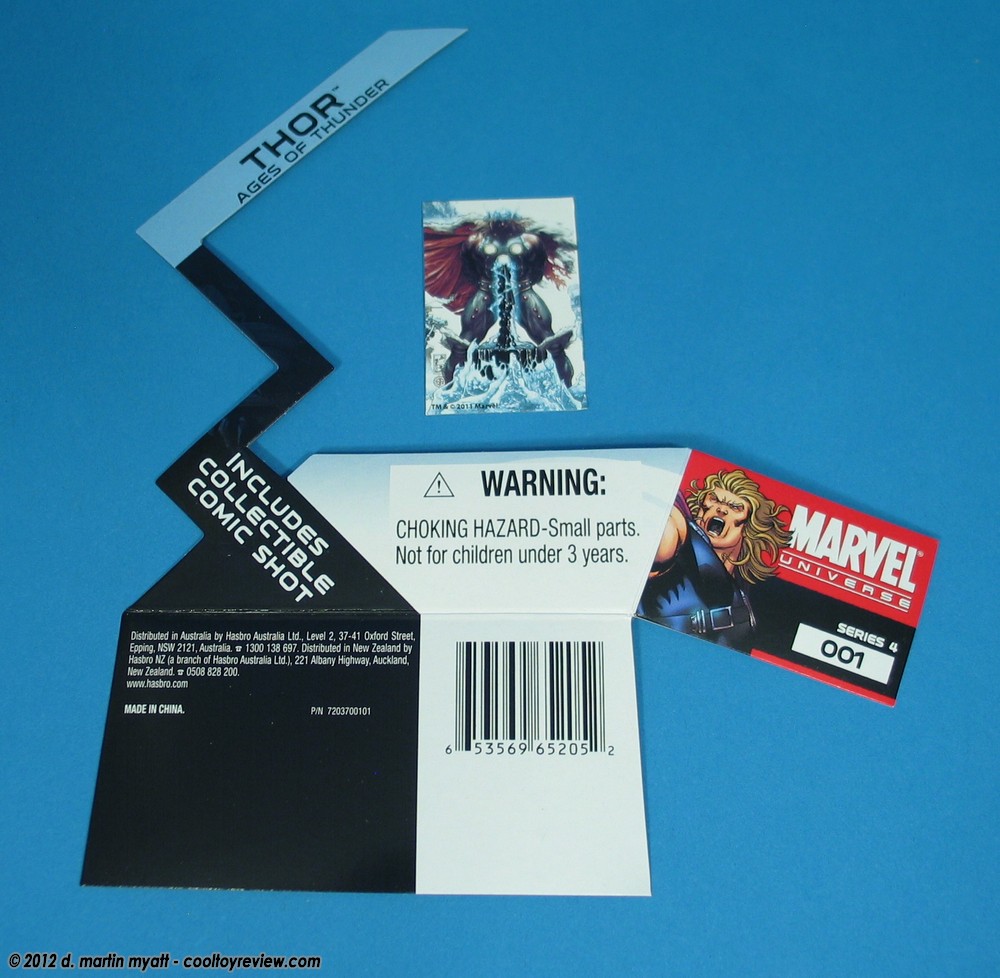 THOR™
AGES OF THUNDER
TM & © 2011 Marvel
INCLUDES
COLLECTIBLE
COMIC SHOT
WARNING:
CHOKING HAZARD-Small parts.
Not for children under 3 years.
MARVEL®
UNIVERSE
SERIES 4
001
Distributed in Australia by Hasbro Australia Ltd., Level 2, 37-41 Oxford Street,
Epping, NSW 2121, Australia. ☎ 1300 138 697. Distributed in New Zealand by
Hasbro NZ (a branch of Hasbro Australia Ltd.), 221 Albany Highway, Auckland,
New Zealand. ☎ 0508 828 200.
www.hasbro.com
MADE IN CHINA.
P/N 7203700101
6 53569 65205 2
© 2012 d. martin myatt - cooltoyreview.com